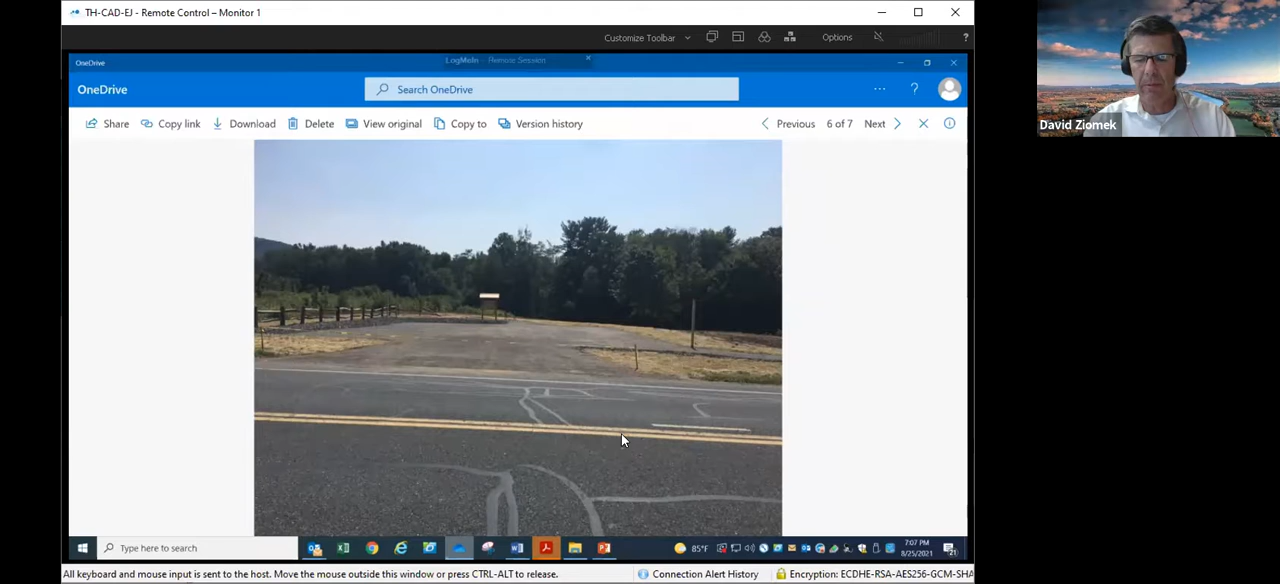 TH-CAD-EJ - Remote Control – Monitor 1
Customize Toolbar
Options
?
OneDrive
LogMeIn – Remote Session
OneDrive
Search OneDrive
?
Share
Copy link
Download
Delete
View original
Copy to
Version history
Previous
6 of 7
Next
David Ziomek
Type here to search
85°F
7:07 PM
8/25/2021
All keyboard and mouse input is sent to the host. Move the mouse outside this window or press CTRL-ALT to release.
Connection Alert History
Encryption: ECDHE-RSA-AES256-GCM-SHA